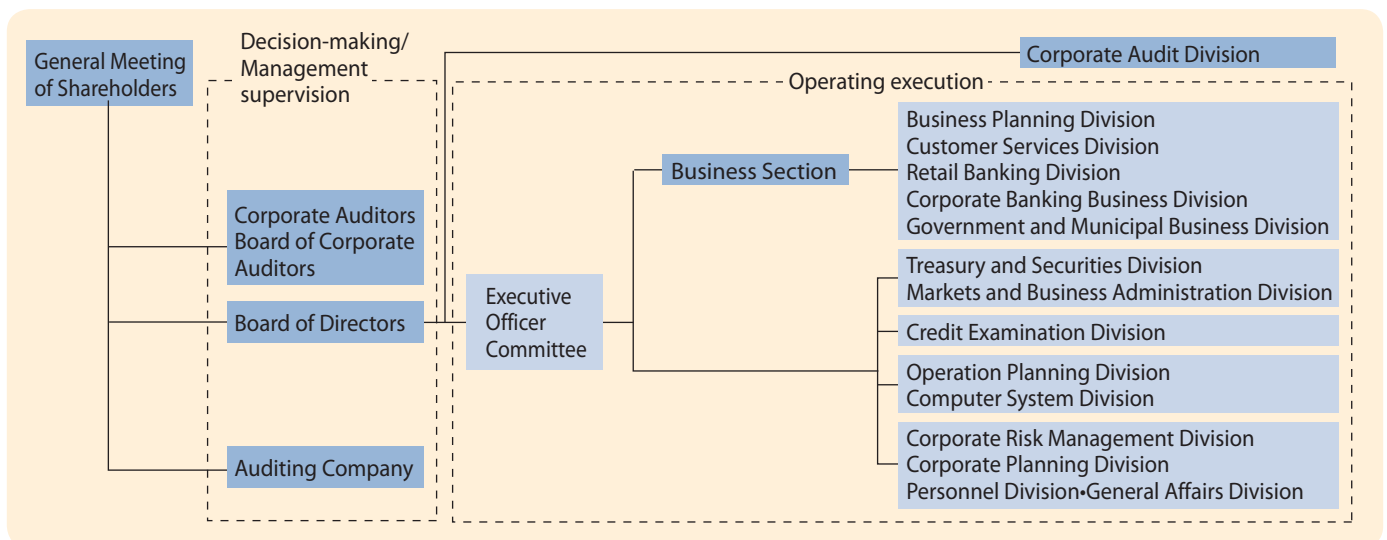 General Meeting
of Shareholders
Decision-making/
Management
supervision
Corporate Auditors
Board of Corporate
Auditors
Board of Directors
Auditing Company
Corporate Audit Division
Operating execution
Executive
Officer
Committee
Business Section
Business Planning Division
Customer Services Division
Retail Banking Division
Corporate Banking Business Division
Government and Municipal Business Division
Treasury and Securities Division
Markets and Business Administration Division
Credit Examination Division
Operation Planning Division
Computer System Division
Corporate Risk Management Division
Corporate Planning Division
Personnel Division•General Affairs Division